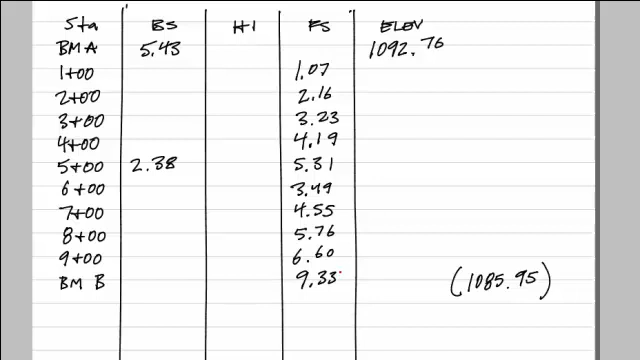 Sta BS HI FS ELEV
BM A 5.43 1092.76
1+00 1.07
2+00 2.16
3+00 3.23
4+00 4.19
5+00 2.38 5.31
6+00 3.49
7+00 4.55
8+00 5.76
9+00 6.60
BM B 9.33 (1085.95)